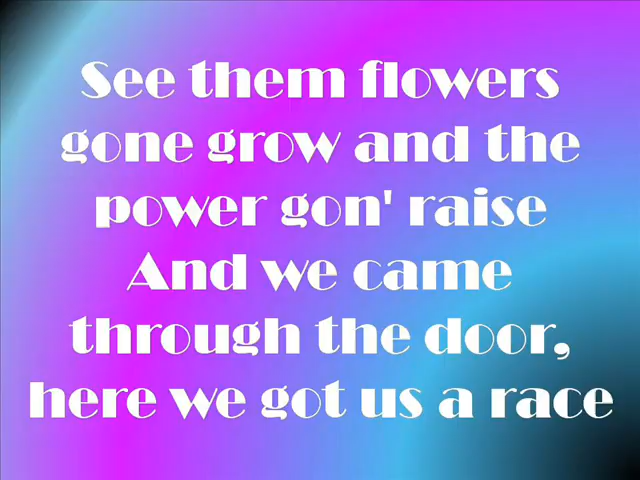 See them flowers
gone grow and the
power gon' raise
And we came
through the door,
here we got us a race